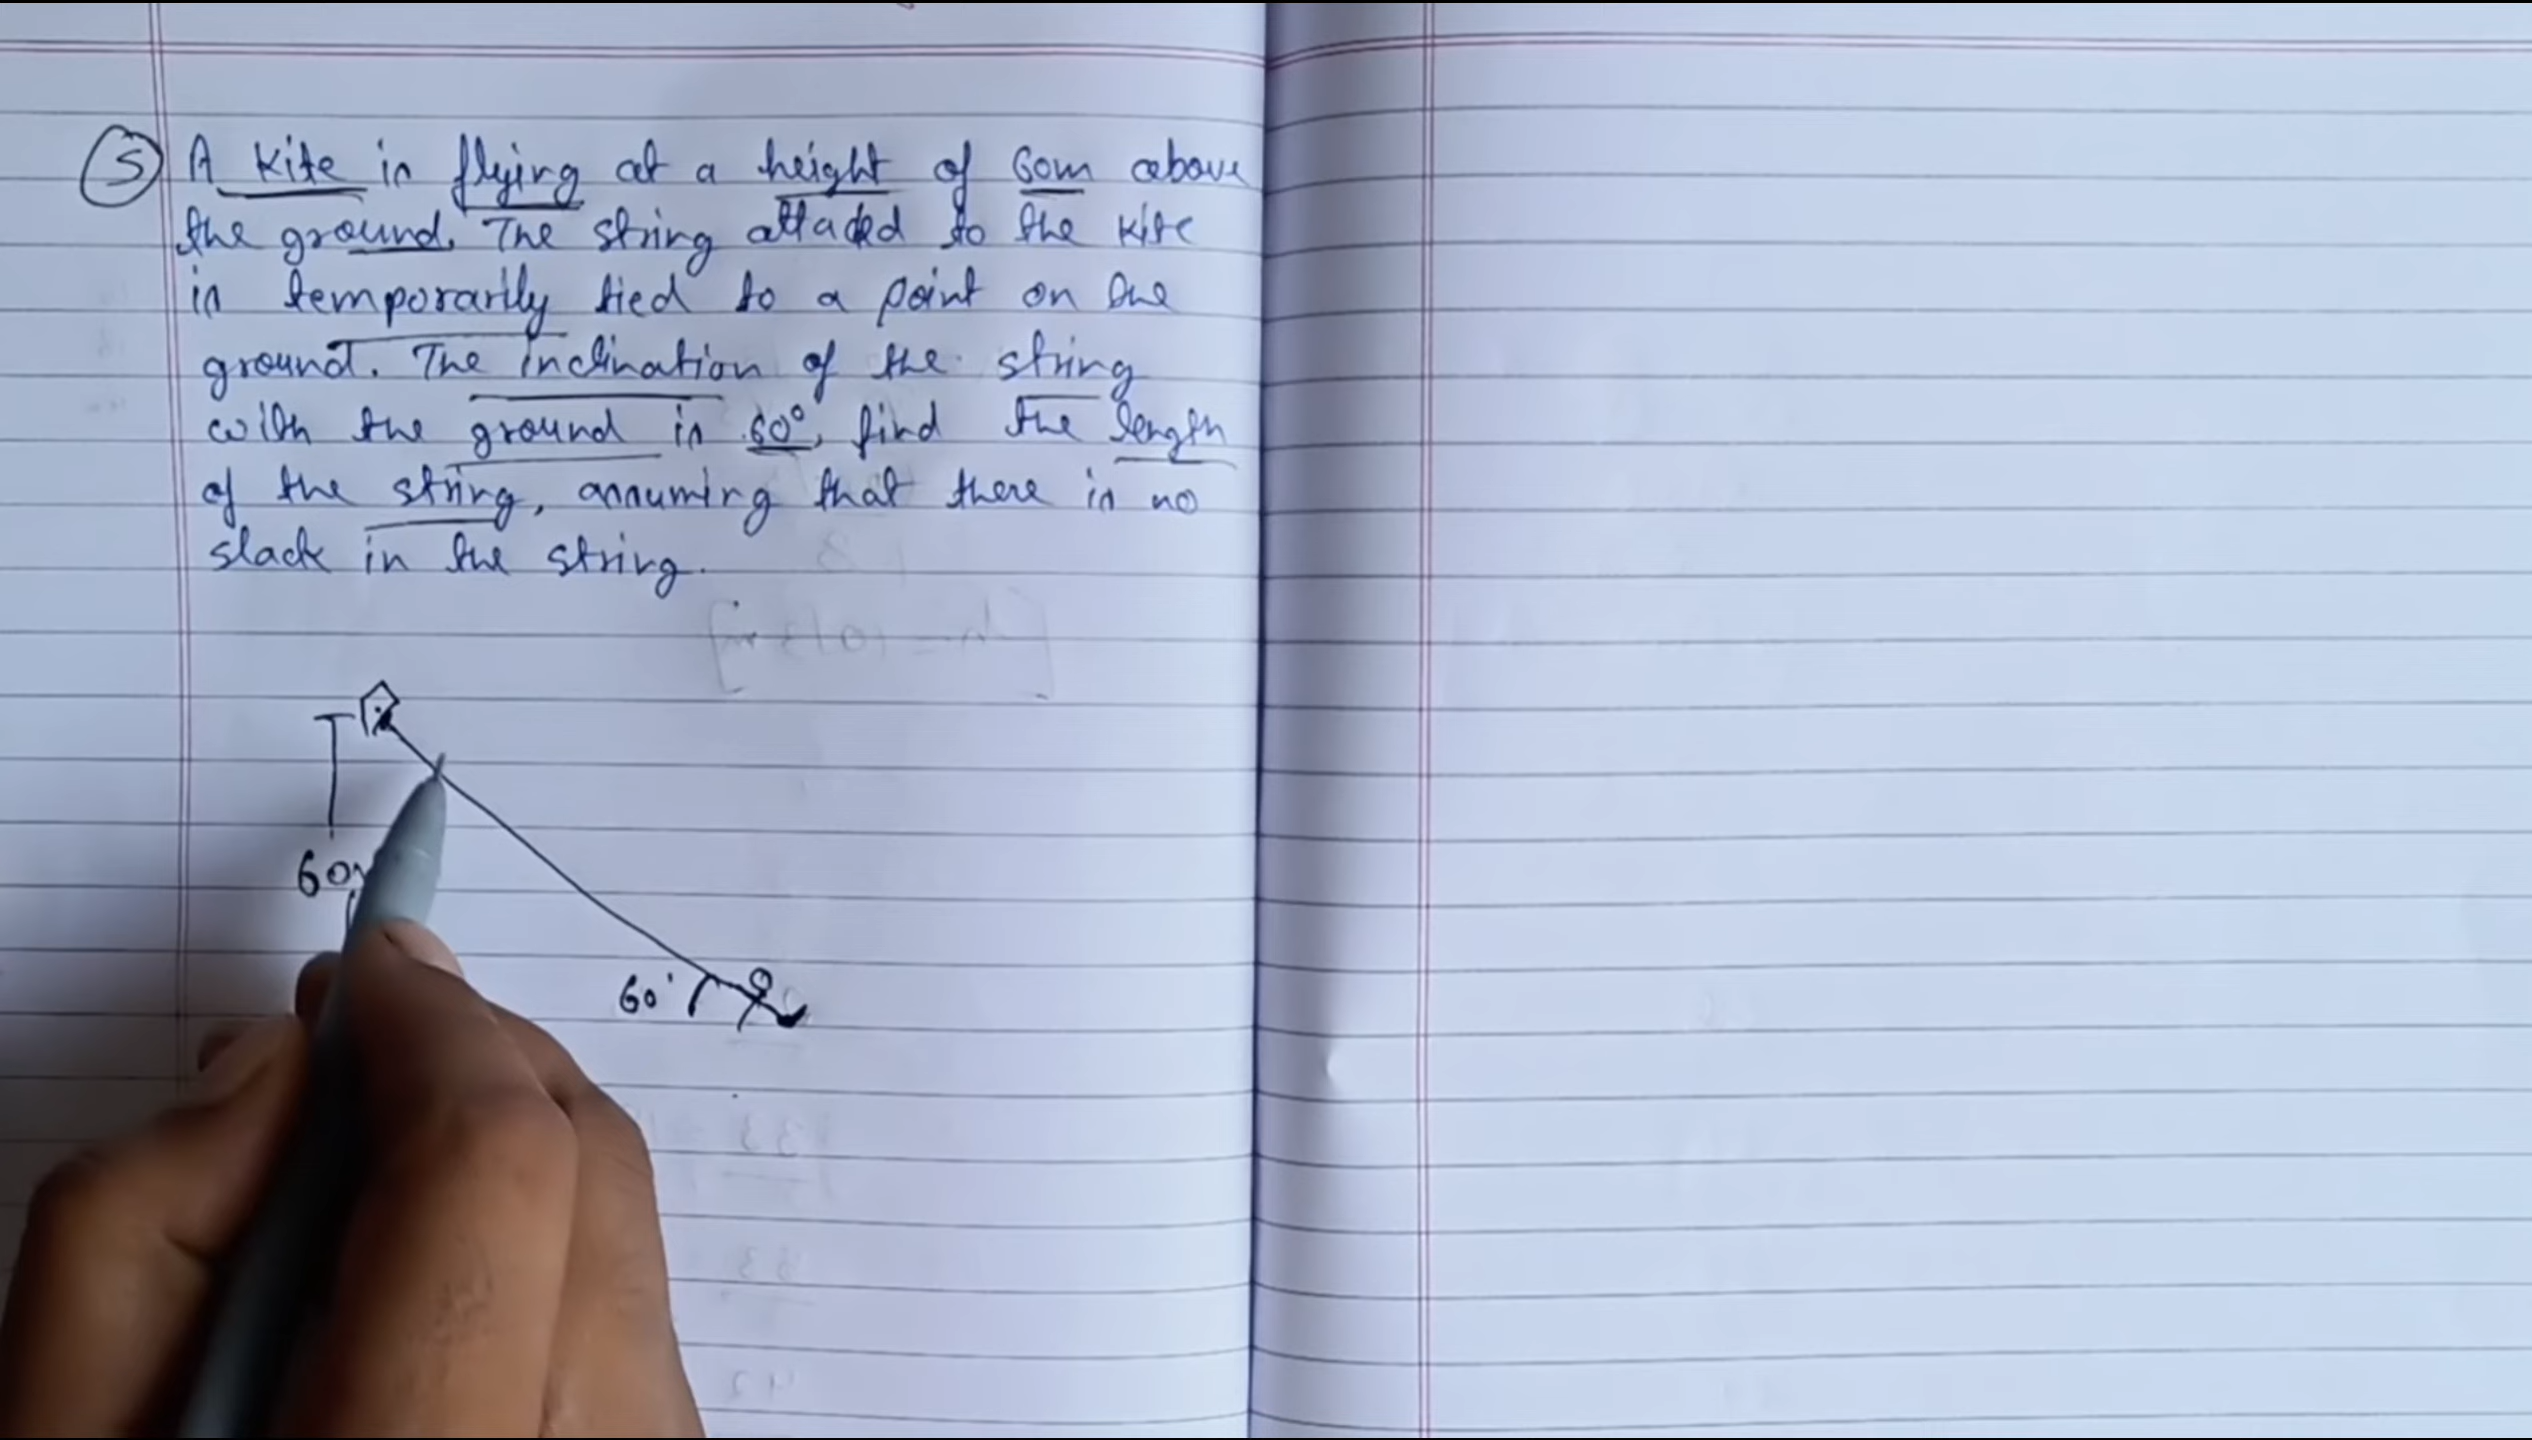 5 A kite is flying at a height of 60m above
the ground. The string attached to the kite
is temporarily tied to a point on the
ground. The inclination of the string
with the ground is 60°, find the length
of the string, assuming that there is no
slack in the string.
60m
60°